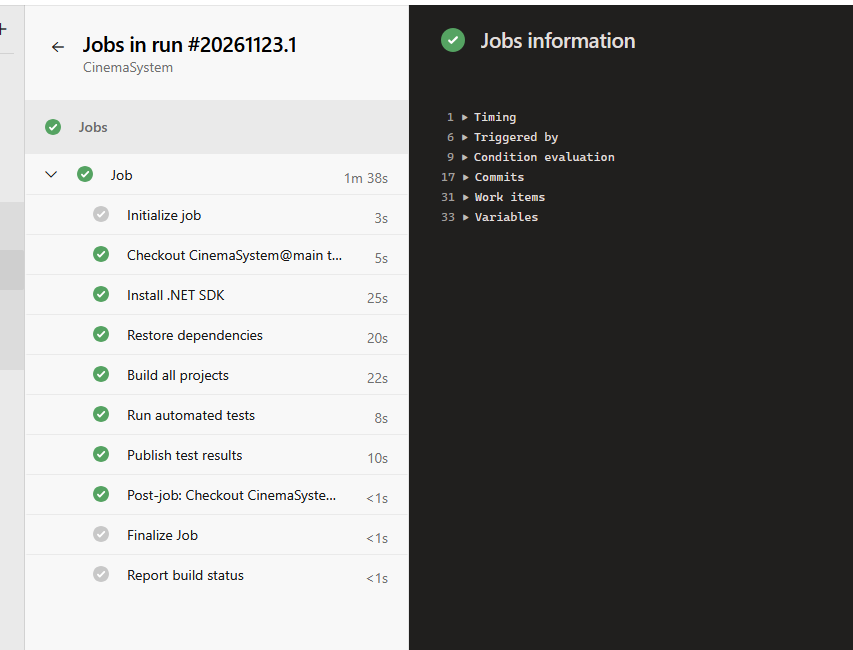 Jobs in run #20261123.1
CinemaSystem
Jobs
Job 1m 38s
Initialize job 3s
Checkout CinemaSystem@main t... 5s
Install .NET SDK 25s
Restore dependencies 20s
Build all projects 22s
Run automated tests 8s
Publish test results 10s
Post-job: Checkout CinemaSyste... <1s
Finalize Job <1s
Report build status <1s
Jobs information
1 Timing
6 Triggered by
9 Condition evaluation
17 Commits
31 Work items
33 Variables